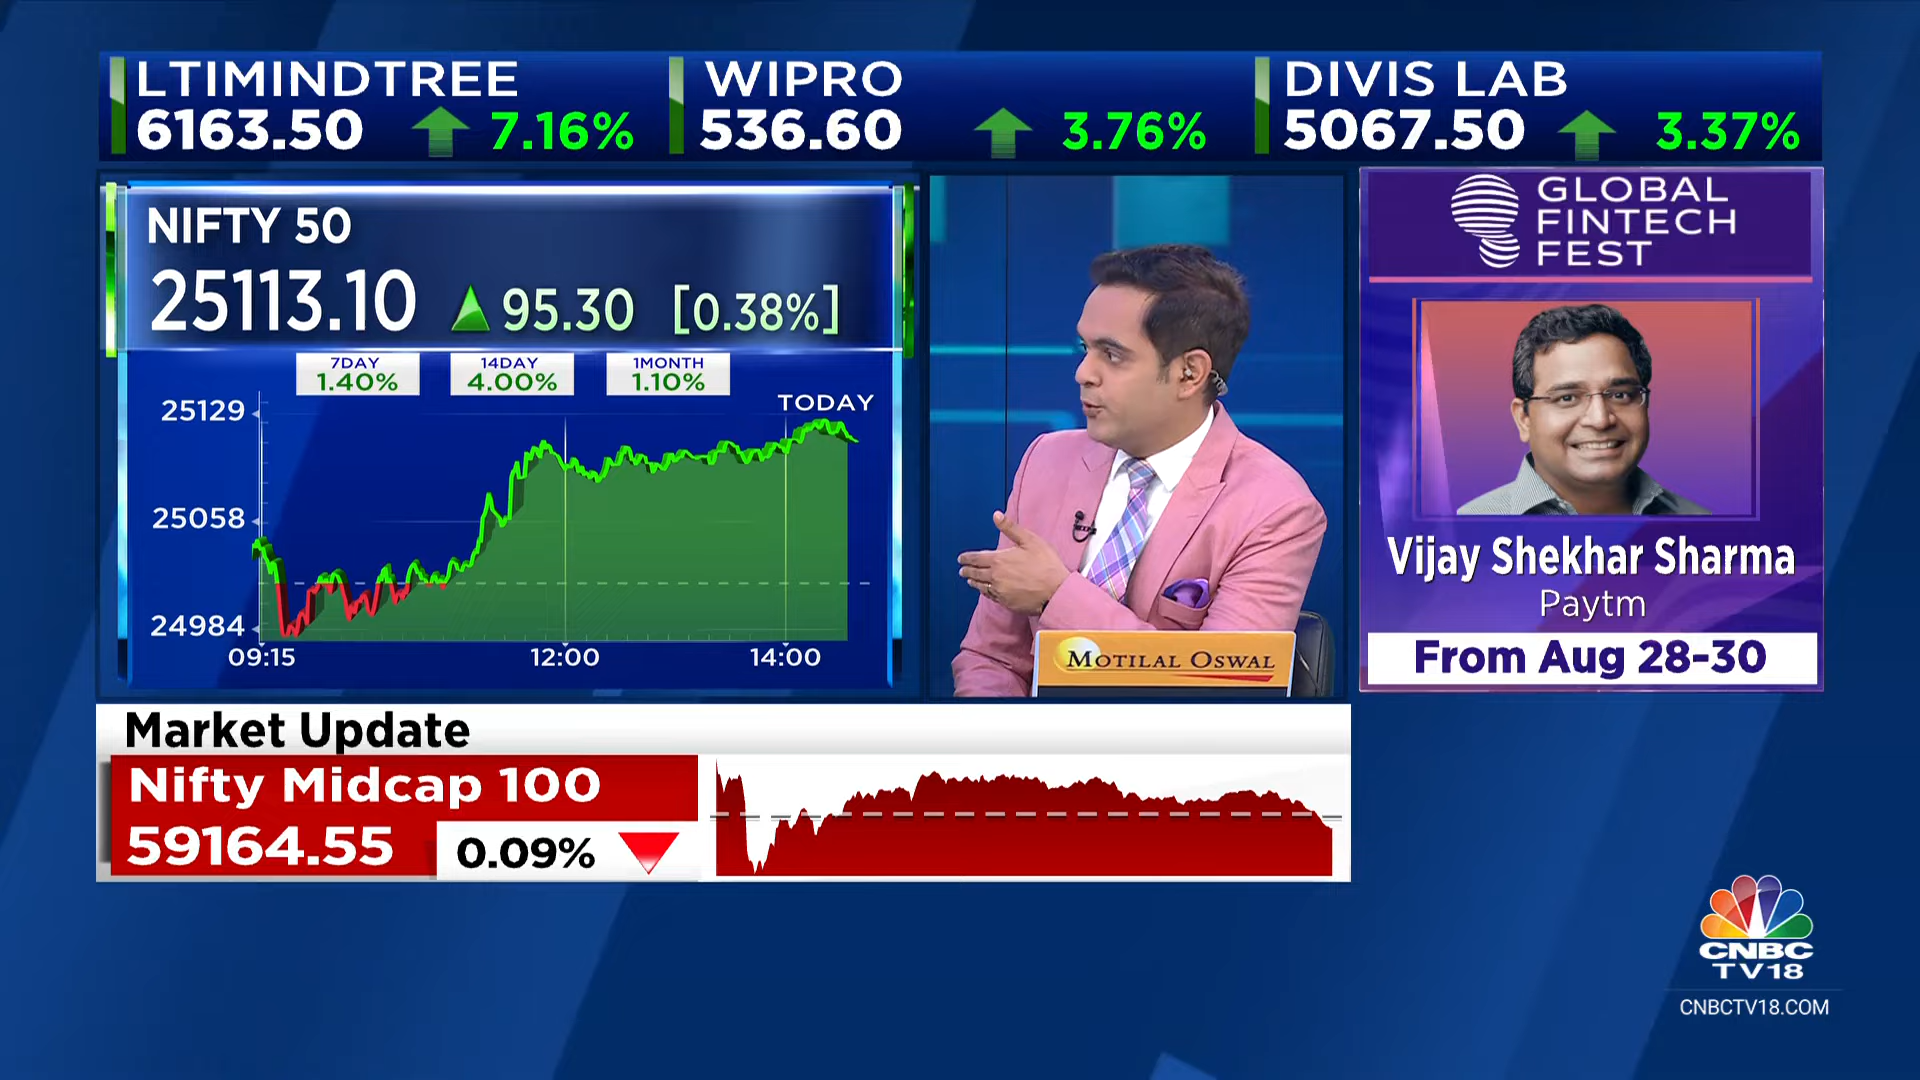 LTIMINDTREE
6163.50 7.16%
WIPRO
536.60 3.76%
DIVIS LAB
5067.50 3.37%
NIFTY 50
25113.10 95.30 [0.38%]
7DAY
1.40%
14DAY
4.00%
1MONTH
1.10%
TODAY
25129
25058
24984
09:15 12:00 14:00
MOTILAL OSWAL
GLOBAL
FINTECH
FEST
Vijay Shekhar Sharma
Paytm
From Aug 28-30
Market Update
Nifty Midcap 100
59164.55 0.09%
CNBC
TV18
CNBCTV18.COM